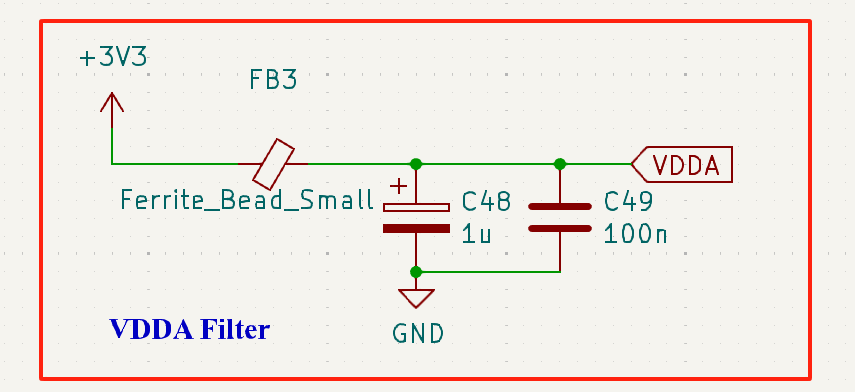 +3V3
FB3
Ferrite_Bead_Small
+
C48
1u
C49
100n
VDDA
GND
VDDA Filter